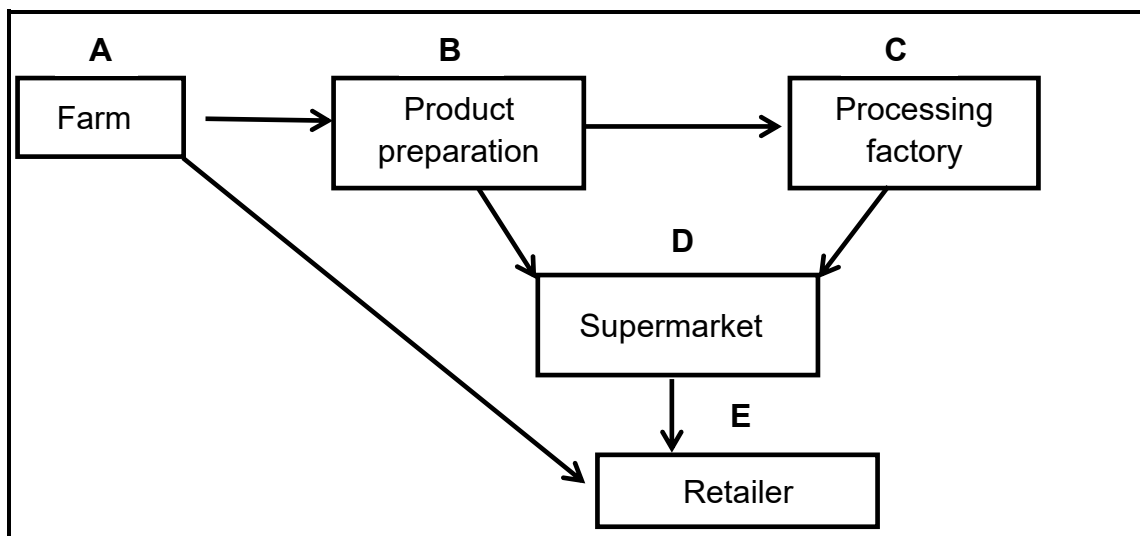 A
B
C
Farm
Product
preparation
Processing
factory
D
Supermarket
E
Retailer